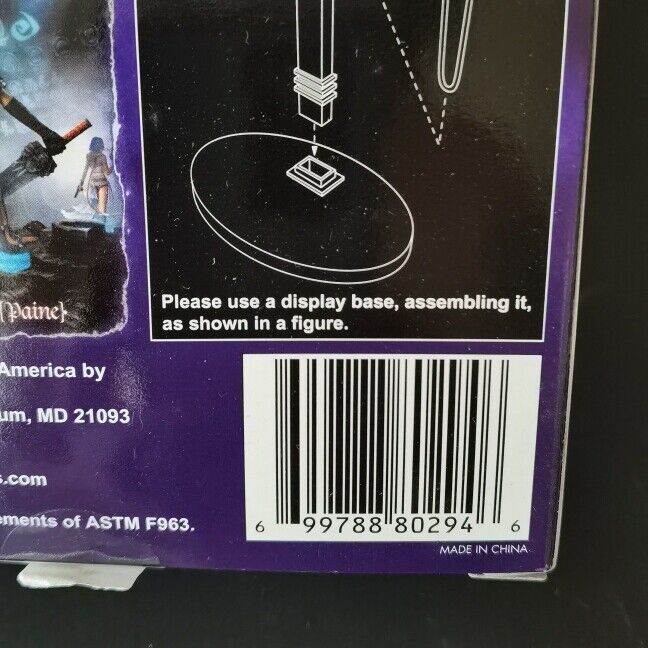 {Paine}
Please use a display base, assembling it,
as shown in a figure.
America by
um, MD 21093
.com
ements of ASTM F963.
6 99788 80294 6
MADE IN CHINA